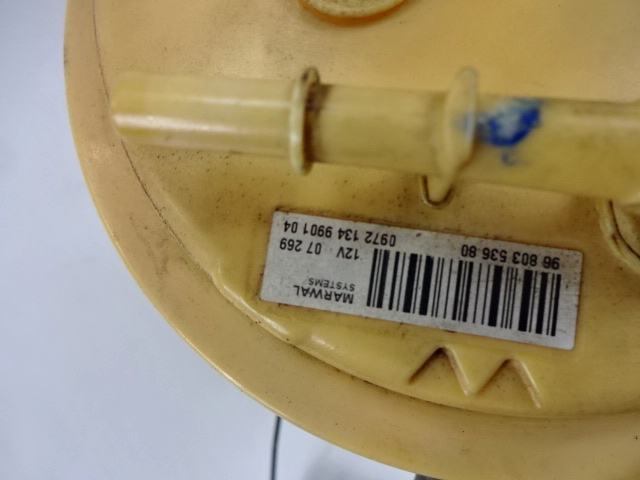 MARWAL
SYSTEMS
12V 07 269
0972 134 9901 04
96 803 536 80